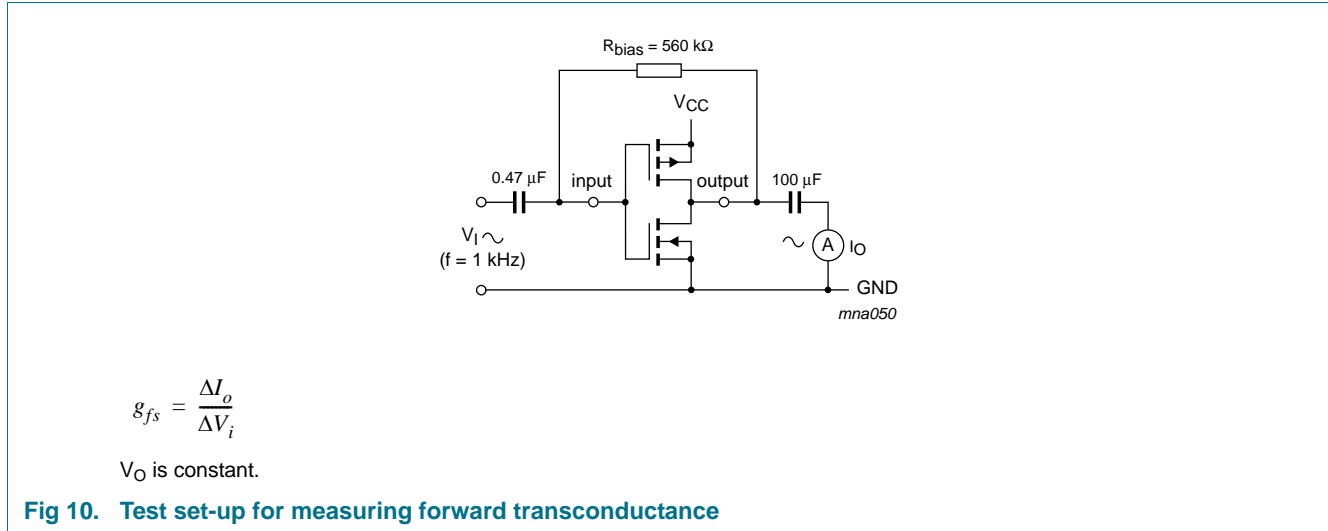 Rbias = 560 kΩ
VCC
0.47 μF
input
output
100 μF
VI
(f = 1 kHz)
A
IO
GND
mna050
gfs = ΔIo / ΔVi
VO is constant.
Fig 10. Test set-up for measuring forward transconductance